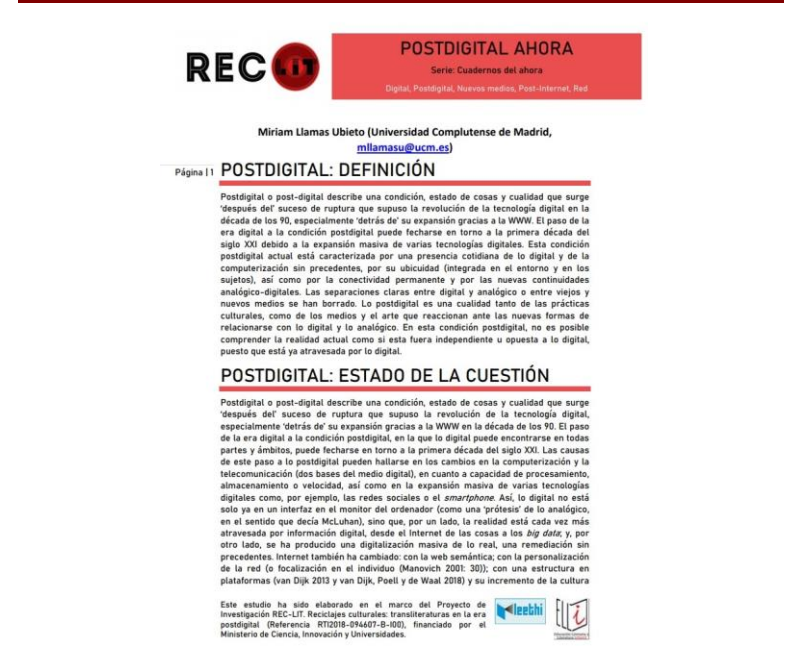 REC LIT
POSTDIGITAL AHORA
Serie: Cuadernos del ahora
Digital, Postdigital, Nuevos medios, Post-Internet, Red
Miriam Llamas Ubieto (Universidad Complutense de Madrid,
mllamasu@ucm.es)
Página | 1
POSTDIGITAL: DEFINICIÓN
Postdigital o post-digital describe una condición, estado de cosas y cualidad que surge
‘después del’ suceso de ruptura que supuso la revolución de la tecnología digital en la
década de los 90, especialmente ‘detrás de’ su expansión gracias a la WWW. El paso de la
era digital a la condición postdigital puede fecharse en torno a la primera década del
siglo XXI debido a la expansión masiva de varias tecnologías digitales. Esta condición
postdigital actual está caracterizada por una presencia cotidiana de lo digital y de la
computerización sin precedentes, por su ubicuidad (integrada en el entorno y en los
sujetos), así como por la conectividad permanente y por las nuevas continuidades
analógico-digitales. Las separaciones claras entre digital y analógico o entre viejos y
nuevos medios se han borrado. Lo postdigital es una cualidad tanto de las prácticas
culturales, como de los medios y el arte que reaccionan ante las nuevas formas de
relacionarse con lo digital y lo analógico. En esta condición postdigital, no es posible
comprender la realidad actual como si esta fuera independiente u opuesta a lo digital,
puesto que está ya atravesada por lo digital.
POSTDIGITAL: ESTADO DE LA CUESTIÓN
Postdigital o post-digital describe una condición, estado de cosas y cualidad que surge
‘después del’ suceso de ruptura que supuso la revolución de la tecnología digital,
especialmente ‘detrás de’ su expansión gracias a la WWW en la década de los 90. El paso
de la era digital a la condición postdigital, en la que lo digital puede encontrarse en todas
partes y ámbitos, puede fecharse en torno a la primera década del siglo XXI. Las causas
de este paso a lo postdigital pueden hallarse en los cambios en la computerización y la
telecomunicación (dos bases del medio digital), en cuanto a capacidad de procesamiento,
almacenamiento o velocidad, así como en la expansión masiva de varias tecnologías
digitales como, por ejemplo, las redes sociales o el smartphone. Así, lo digital no está
solo ya en un interfaz en el monitor del ordenador (como una ‘prótesis’ de lo analógico,
en el sentido que decía McLuhan), sino que, por un lado, la realidad está cada vez más
atravesada por información digital, desde el Internet de las cosas a los big data; y, por
otro lado, se ha producido una digitalización masiva de lo real, una remediación sin
precedentes. Internet también ha cambiado: con la web semántica; con la personalización
de la red (o focalización en el individuo (Manovich 2001: 30)); con una estructura en
plataformas (van Dijk 2013 y van Dijk, Poell y de Waal 2018) y su incremento de la cultura
Este estudio ha sido elaborado en el marco del Proyecto de
Investigación REC-LIT. Reciclajes culturales: transliteraturas en la era
postdigital (Referencia RTI2018-094607-B-I00), financiado por el
Ministerio de Ciencia, Innovación y Universidades.
leethi